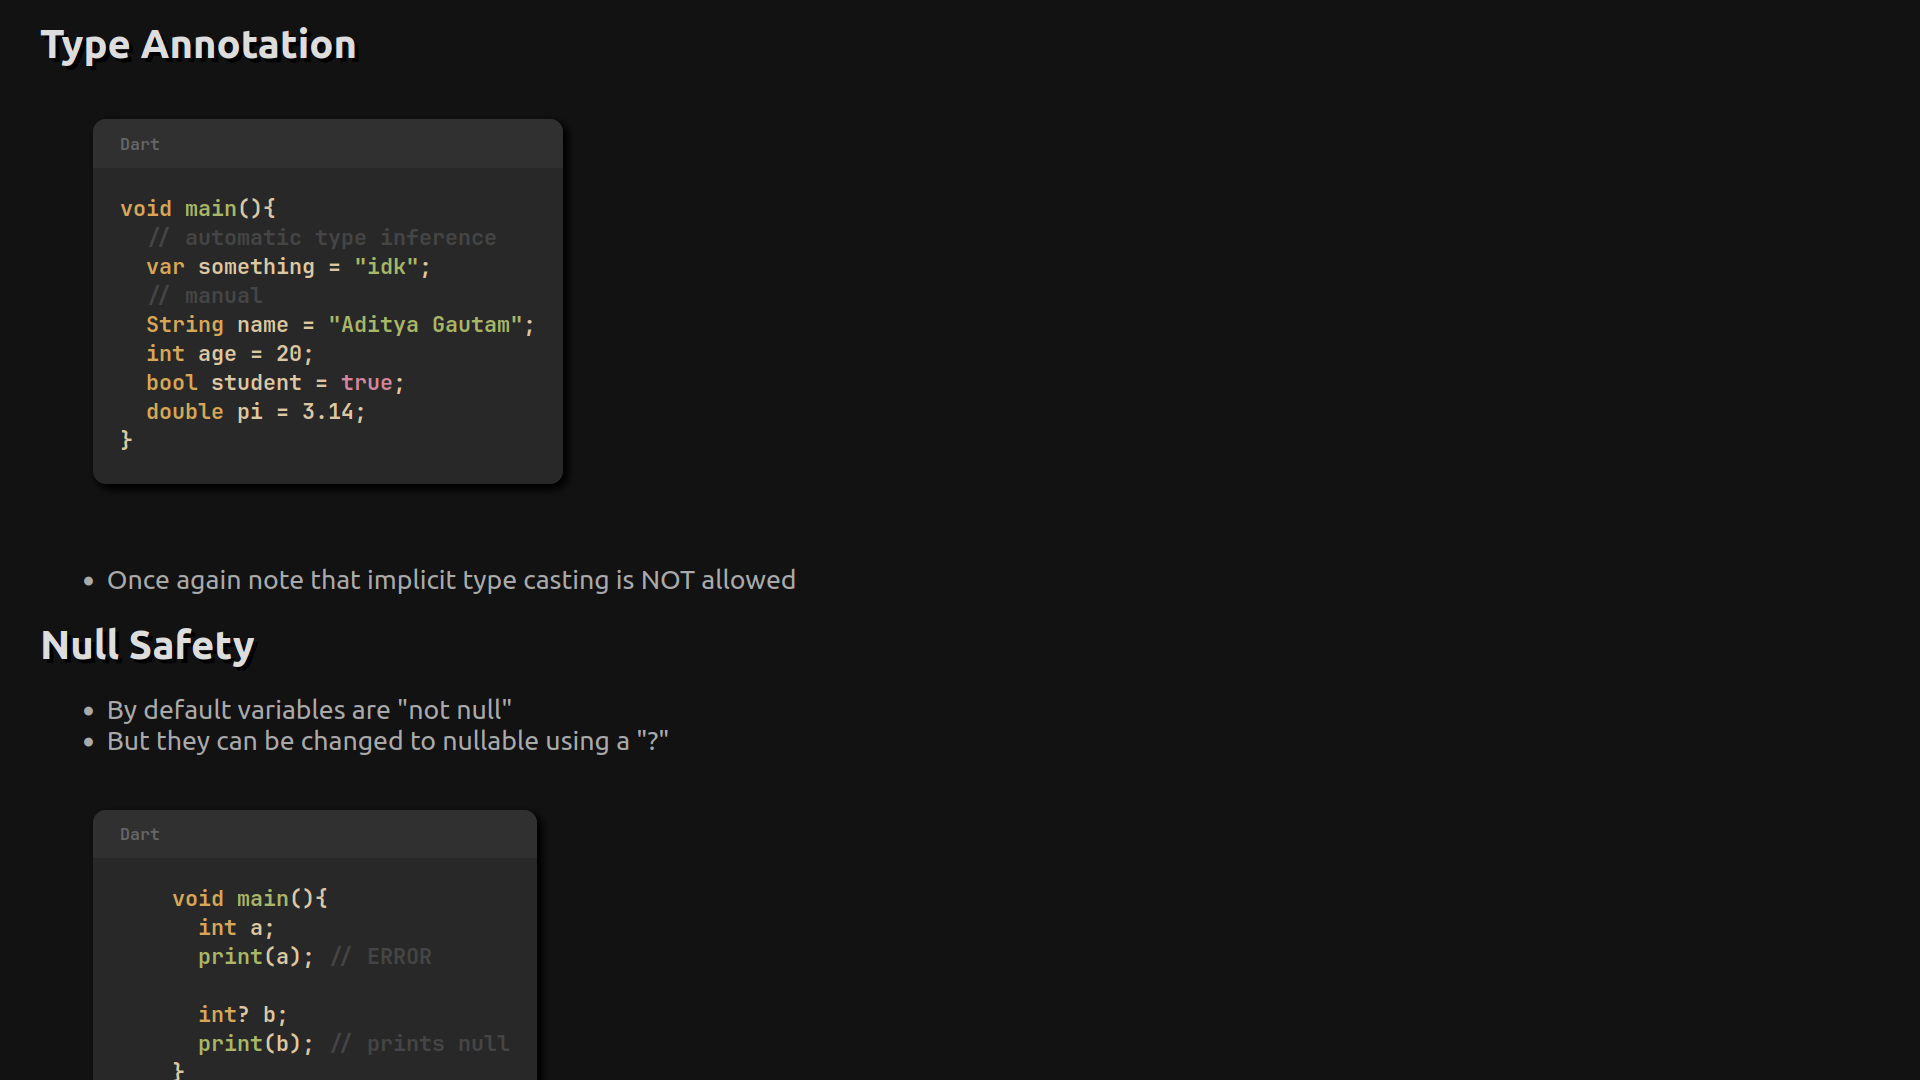 Type Annotation
Dart
void main(){
  // automatic type inference
  var something = "idk";
  // manual
  String name = "Aditya Gautam";
  int age = 20;
  bool student = true;
  double pi = 3.14;
}
• Once again note that implicit type casting is NOT allowed
Null Safety
• By default variables are "not null"
• But they can be changed to nullable using a "?"
Dart
    void main(){
      int a;
      print(a); // ERROR

      int? b;
      print(b); // prints null
    }